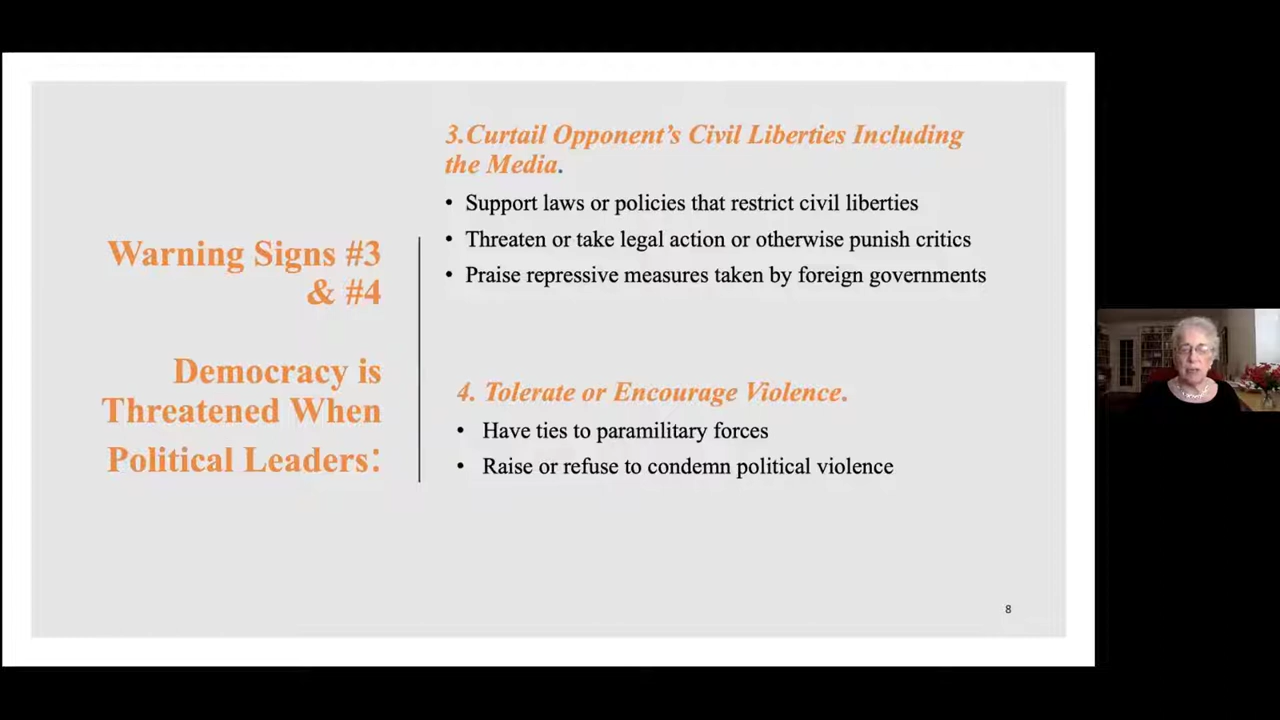 Warning Signs #3
& #4
Democracy is
Threatened When
Political Leaders:
3.Curtail Opponent’s Civil Liberties Including
the Media.
• Support laws or policies that restrict civil liberties
• Threaten or take legal action or otherwise punish critics
• Praise repressive measures taken by foreign governments
4. Tolerate or Encourage Violence.
• Have ties to paramilitary forces
• Raise or refuse to condemn political violence
8